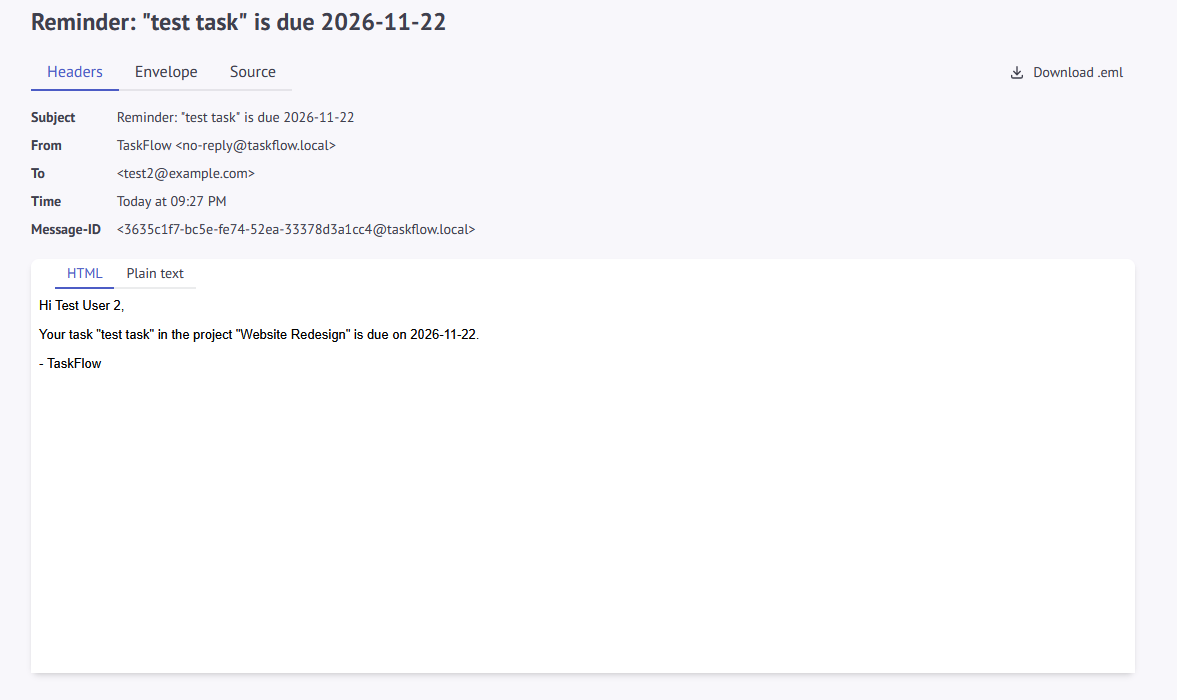 Reminder: "test task" is due 2026-11-22
Headers Envelope Source Download .eml
Subject Reminder: "test task" is due 2026-11-22
From TaskFlow <no-reply@taskflow.local>
To <test2@example.com>
Time Today at 09:27 PM
Message-ID <3635c1f7-bc5e-fe74-52ea-33378d3a1cc4@taskflow.local>
HTML Plain text
Hi Test User 2,
Your task "test task" in the project "Website Redesign" is due on 2026-11-22.
- TaskFlow